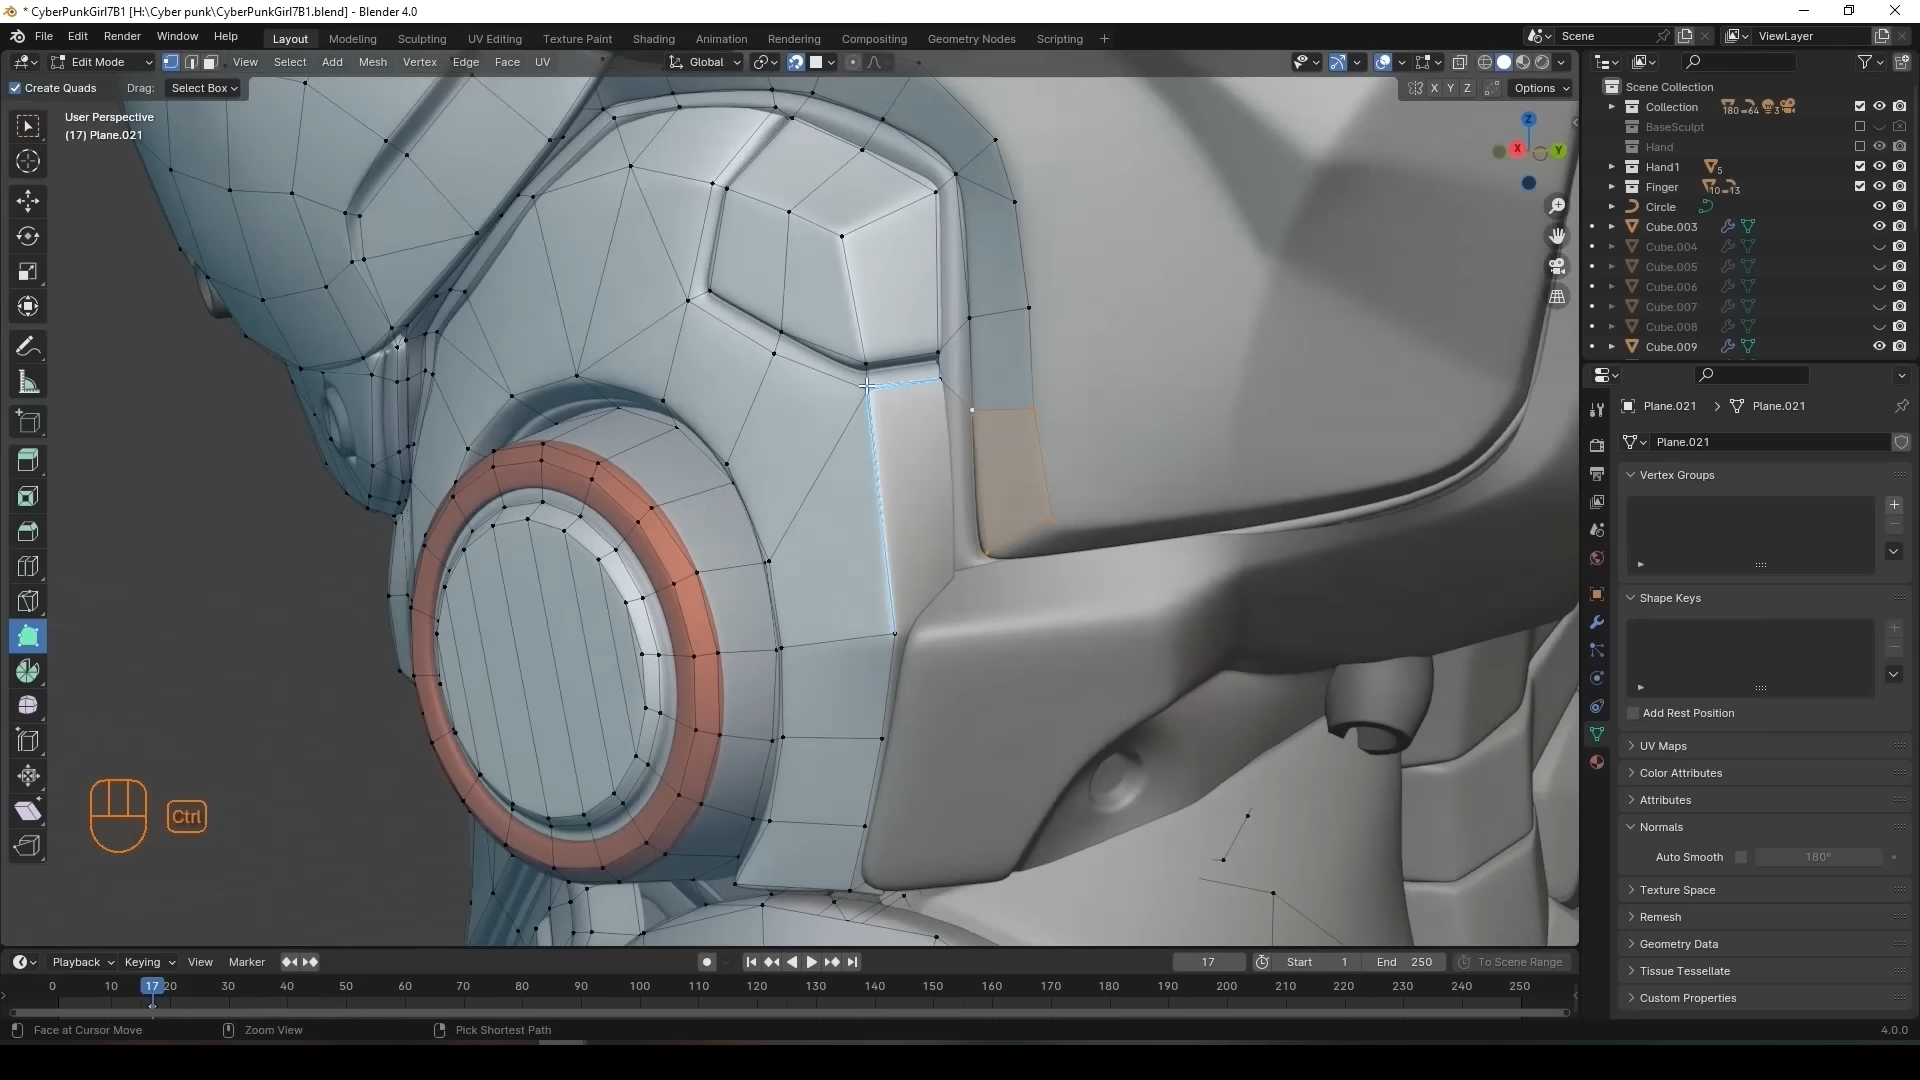 * CyberPunkGirl7B1 [H:\Cyber punk\CyberPunkGirl7B1.blend] - Blender 4.0
File Edit Render Window Help
Layout Modeling Sculpting UV Editing Texture Paint Shading Animation Rendering Compositing Geometry Nodes Scripting +
Scene
ViewLayer
Edit Mode View Select Add Mesh Vertex Edge Face UV
Global
Create Quads Drag: Select Box
X Y Z Options
User Perspective
(17) Plane.021
Z
X
Y
Ctrl
Scene Collection
Collection 180 64 3
BaseSculpt
Hand
Hand1 5
Finger 10 13
Circle
Cube.003
Cube.004
Cube.005
Cube.006
Cube.007
Cube.008
Cube.009
Plane.021 > Plane.021
Plane.021
Vertex Groups
Shape Keys
Add Rest Position
UV Maps
Color Attributes
Attributes
Normals
Auto Smooth 180°
Texture Space
Remesh
Geometry Data
Tissue Tessellate
Custom Properties
Playback Keying View Marker
17 Start 1 End 250 To Scene Range
0 10 17 20 30 40 50 60 70 80 90 100 110 120 130 140 150 160 170 180 190 200 210 220 230 240 250
Face at Cursor Move Zoom View Pick Shortest Path
4.0.0